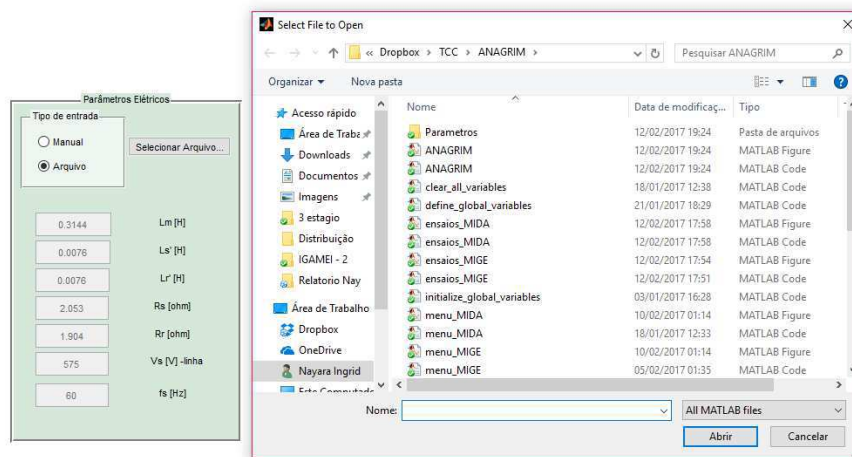 Parâmetros Elétricos
Tipo de entrada
Manual
Arquivo
Selecionar Arquivo...
0.3144 Lm [H]
0.0076 Ls' [H]
0.0076 Lr' [H]
2.053 Rs [ohm]
1.904 Rr [ohm]
575 Vs [V] -linha
60 fs [Hz]
Select File to Open
« Dropbox > TCC > ANAGRIM >
Pesquisar ANAGRIM
Organizar
Nova pasta
Acesso rápido
Área de Traba
Downloads
Documentos
Imagens
3 estagio
Distribuição
IGAMEI - 2
Relatorio Nay
Área de Trabalho
Dropbox
OneDrive
Nayara Ingrid
Nome Data de modificaç... Tipo
Parametros 12/02/2017 19:24 Pasta de arquivos
ANAGRIM 12/02/2017 19:24 MATLAB Figure
ANAGRIM 12/02/2017 19:24 MATLAB Code
clear_all_variables 18/01/2017 12:38 MATLAB Code
define_global_variables 21/01/2017 18:29 MATLAB Code
ensaios_MIDA 12/02/2017 17:58 MATLAB Figure
ensaios_MIDA 12/02/2017 17:58 MATLAB Code
ensaios_MIGE 12/02/2017 17:54 MATLAB Figure
ensaios_MIGE 12/02/2017 17:51 MATLAB Code
initialize_global_variables 03/01/2017 16:28 MATLAB Code
menu_MIDA 10/02/2017 01:14 MATLAB Figure
menu_MIDA 18/01/2017 12:33 MATLAB Code
menu_MIGE 10/02/2017 01:14 MATLAB Figure
menu_MIGE 05/02/2017 01:35 MATLAB Code
Nome:
All MATLAB files
Abrir
Cancelar